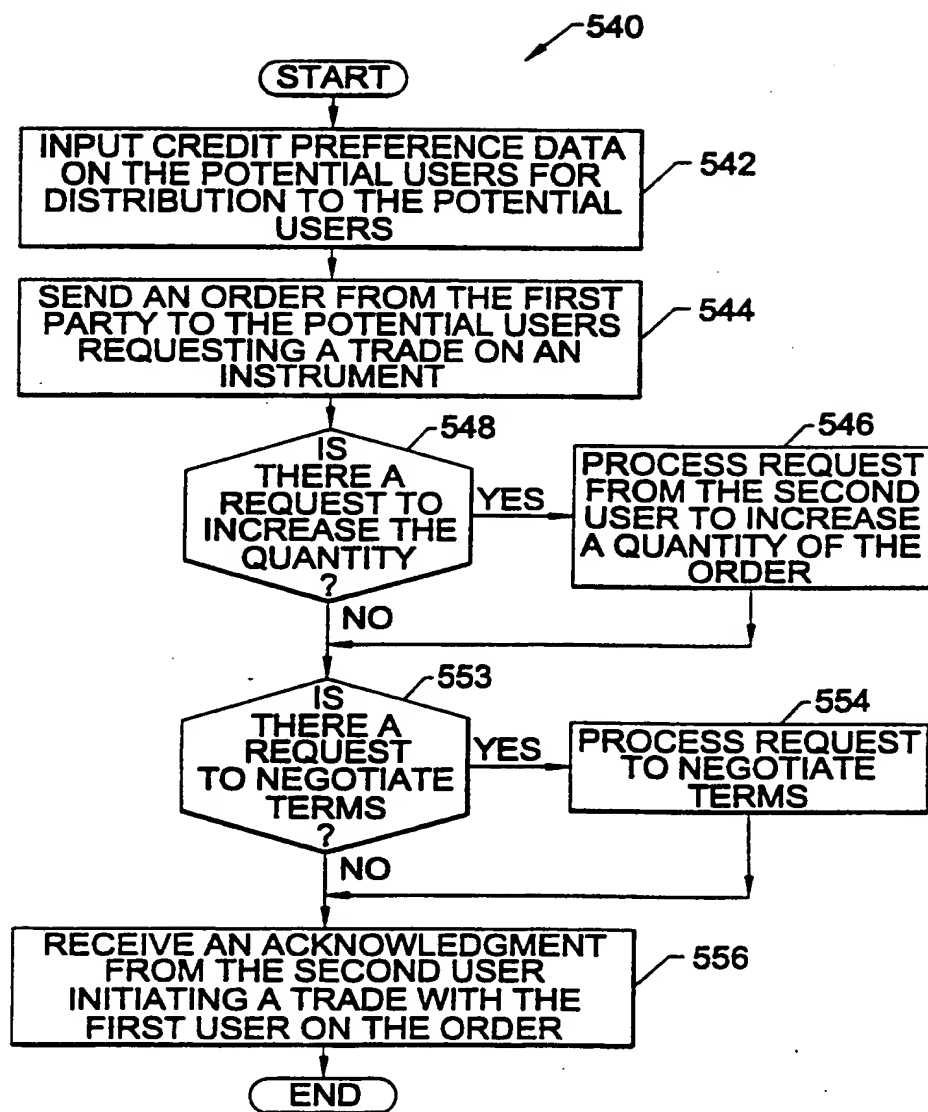 540
START
INPUT CREDIT PREFERENCE DATA
ON THE POTENTIAL USERS FOR
DISTRIBUTION TO THE POTENTIAL
USERS
542
SEND AN ORDER FROM THE FIRST
PARTY TO THE POTENTIAL USERS
REQUESTING A TRADE ON AN
INSTRUMENT
544
548
IS
THERE A
REQUEST TO
INCREASE THE
QUANTITY
?
YES
NO
546
PROCESS REQUEST
FROM THE SECOND
USER TO INCREASE
A QUANTITY OF THE
ORDER
553
IS
THERE A
REQUEST
TO NEGOTIATE
TERMS
?
YES
NO
554
PROCESS REQUEST
TO NEGOTIATE
TERMS
RECEIVE AN ACKNOWLEDGMENT
FROM THE SECOND USER
INITIATING A TRADE WITH THE
FIRST USER ON THE ORDER
556
END